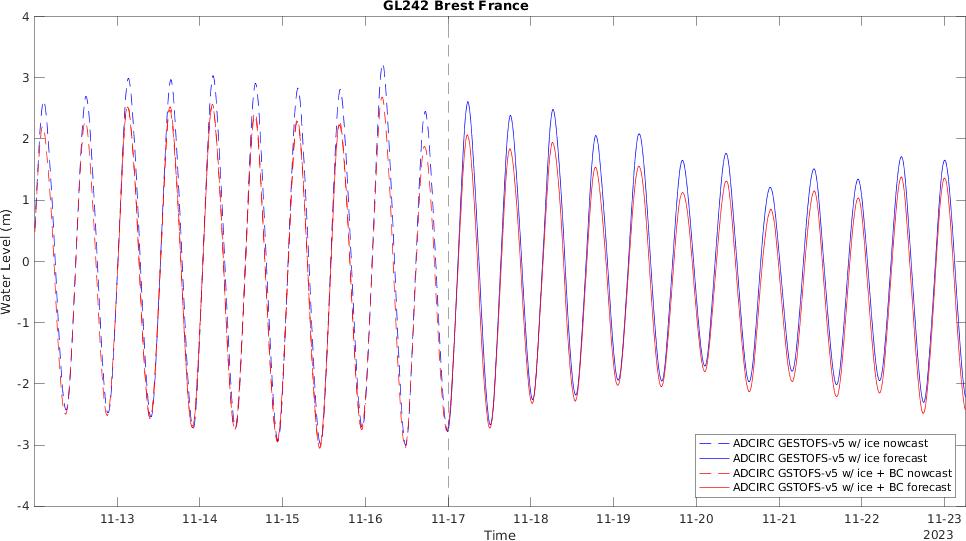 GL242 Brest France
Water Level (m)
4
3
2
1
0
-1
-2
-3
-4
11-13 11-14 11-15 11-16 11-17 11-18 11-19 11-20 11-21 11-22 11-23
Time
2023
ADCIRC GESTOFS-v5 w/ ice nowcast
ADCIRC GESTOFS-v5 w/ ice forecast
ADCIRC GSTOFS-v5 w/ ice + BC nowcast
ADCIRC GSTOFS-v5 w/ ice + BC forecast